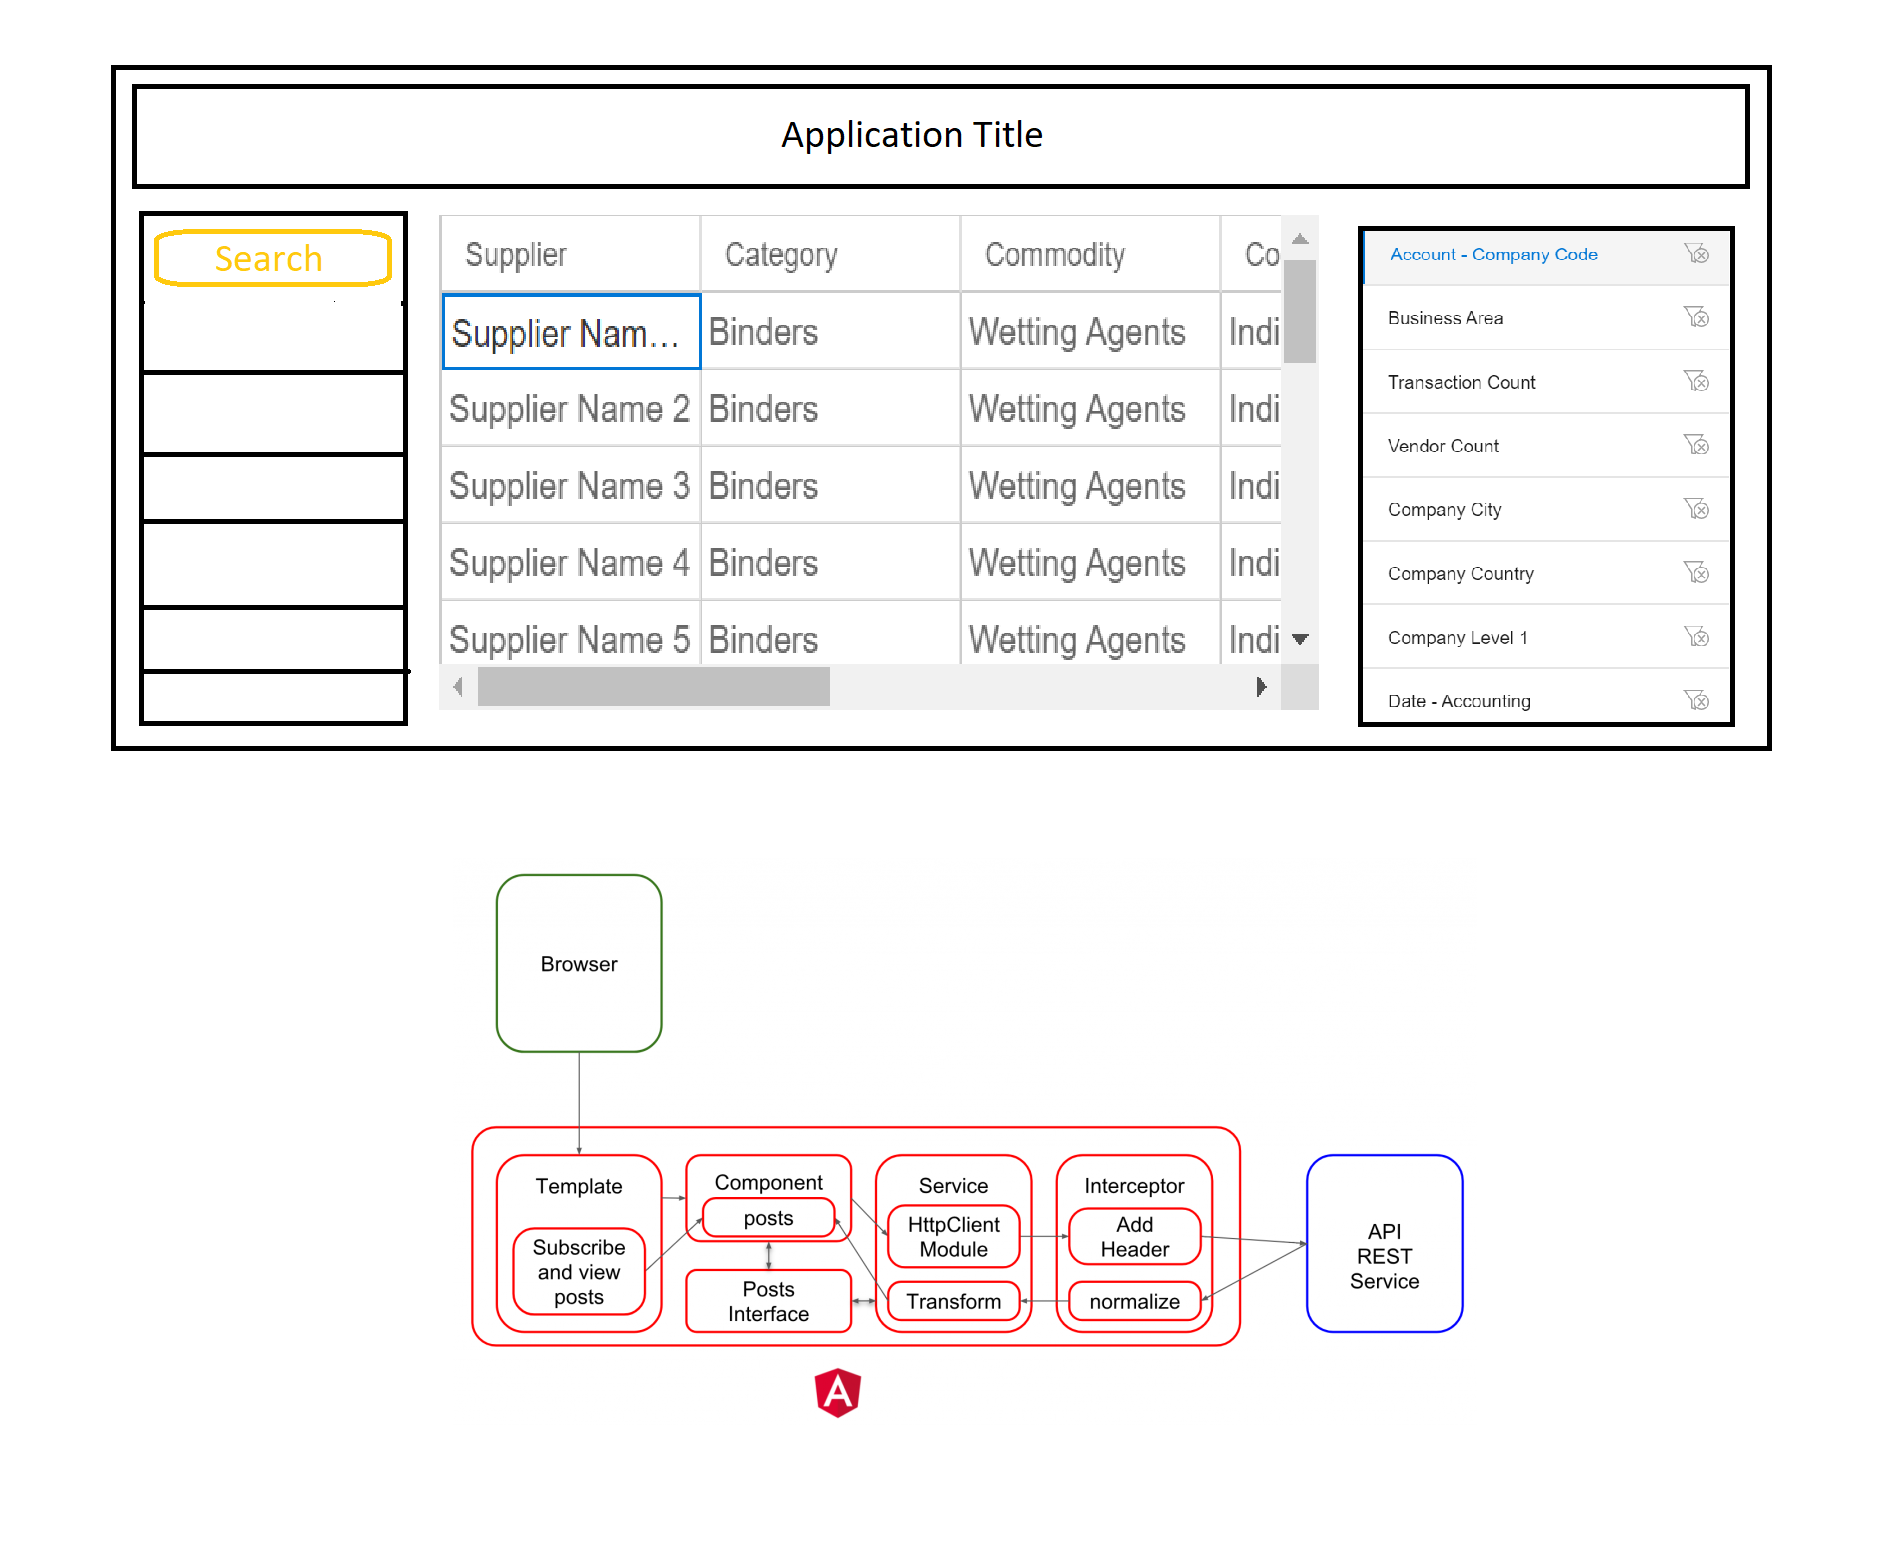 Application Title
Search
Supplier Category Commodity Co
Supplier Nam... Binders Wetting Agents Indi
Supplier Name 2 Binders Wetting Agents Indi
Supplier Name 3 Binders Wetting Agents Indi
Supplier Name 4 Binders Wetting Agents Indi
Supplier Name 5 Binders Wetting Agents Indi
Account - Company Code
Business Area
Transaction Count
Vendor Count
Company City
Company Country
Company Level 1
Date - Accounting
Browser
Template
Subscribe
and view
posts
Component
posts
Posts
Interface
Service
HttpClient
Module
Transform
Interceptor
Add
Header
normalize
API
REST
Service
A